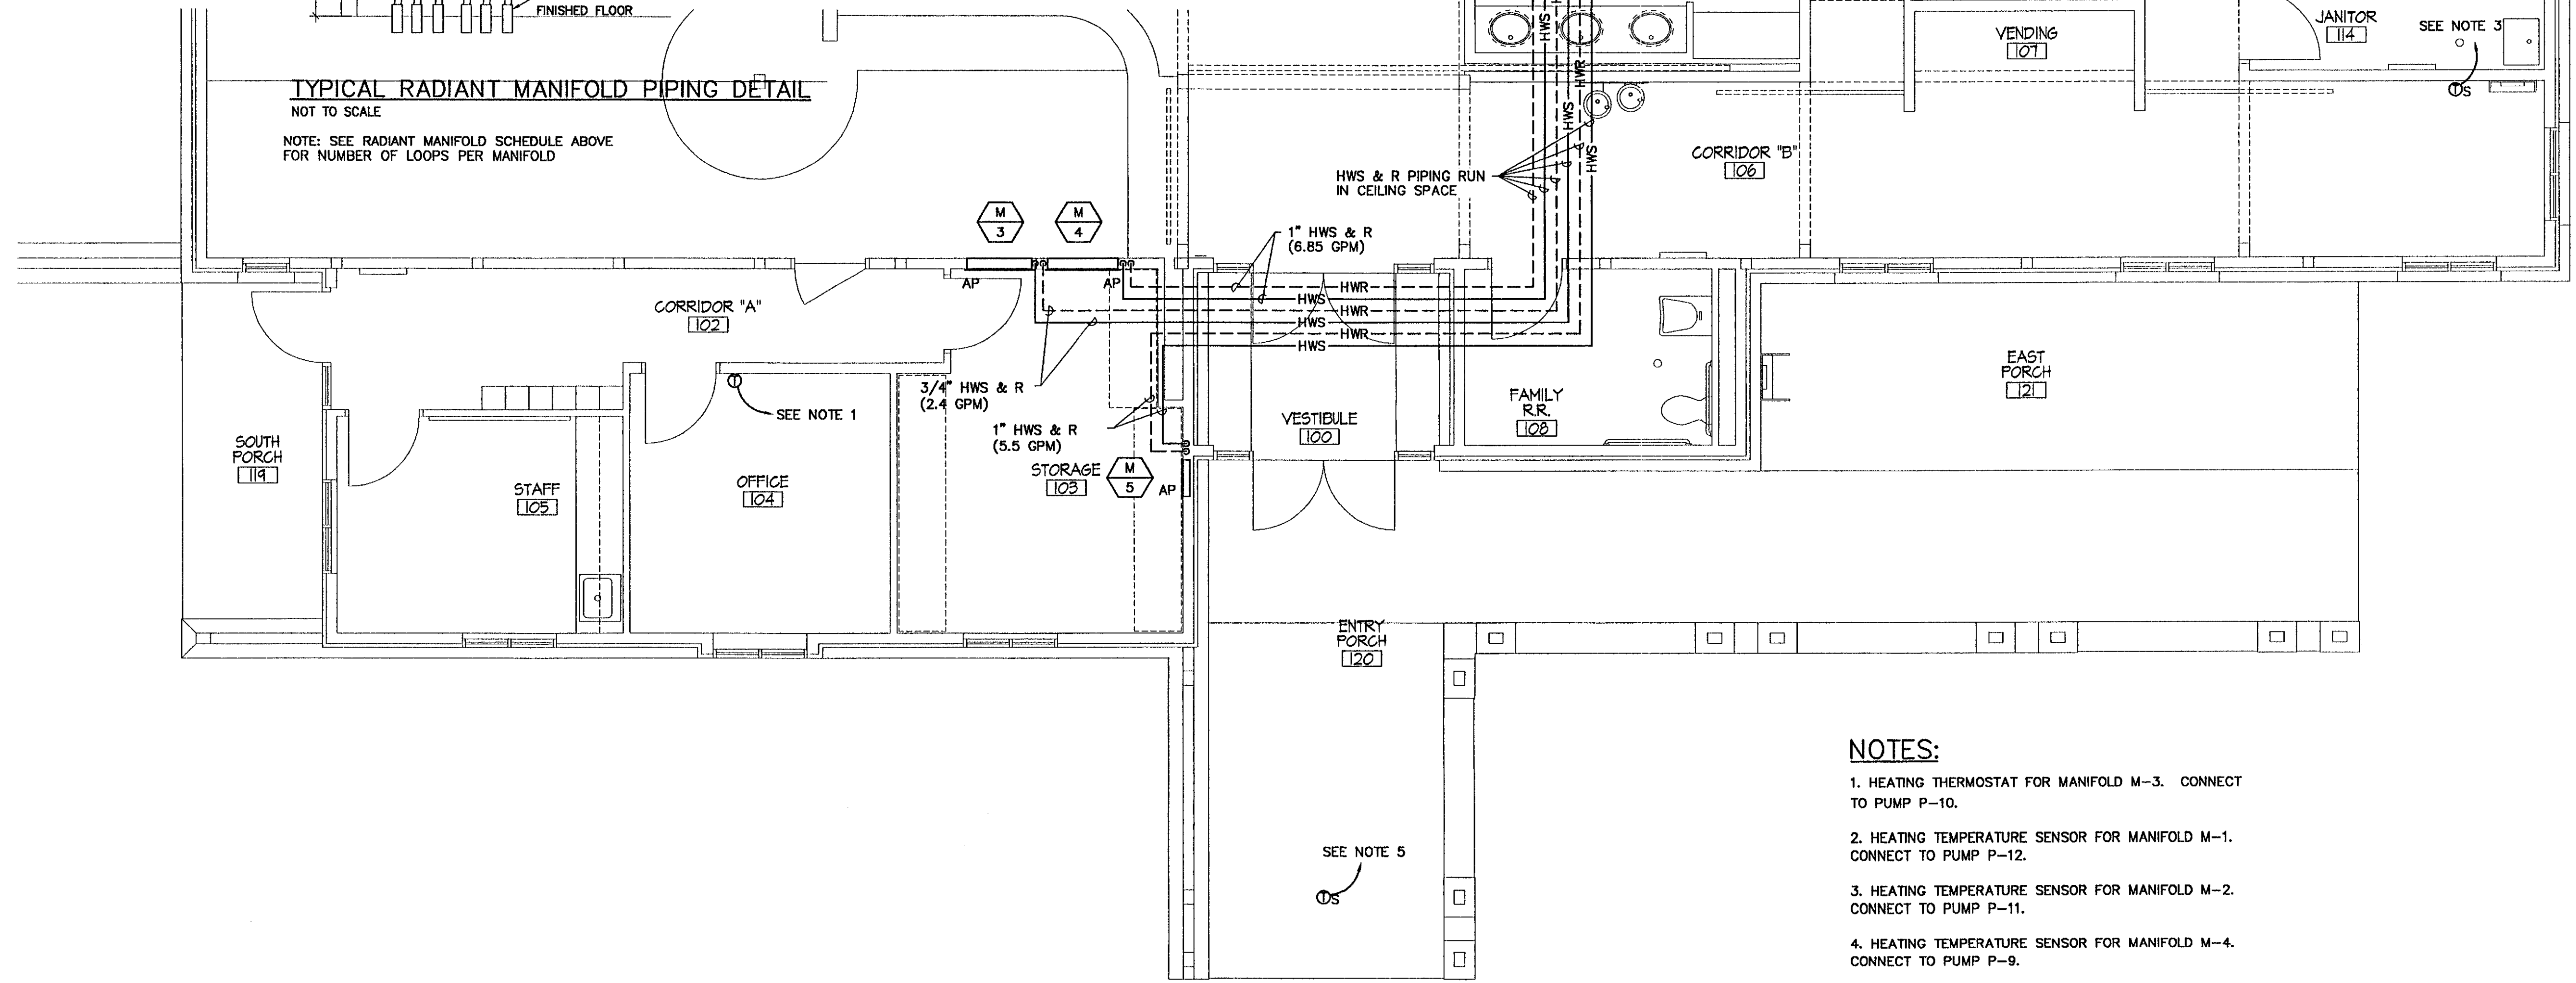 FINISHED FLOOR
TYPICAL RADIANT MANIFOLD PIPING DETAIL
NOT TO SCALE
NOTE: SEE RADIANT MANIFOLD SCHEDULE ABOVE
FOR NUMBER OF LOOPS PER MANIFOLD
HWS
HWR
HWS
HWS
JANITOR
114
SEE NOTE 3
VENDING
107
TS
CORRIDOR "B"
106
HWS & R PIPING RUN
IN CEILING SPACE
M
3
M
4
1" HWS & R
(6.85 GPM)
AP
AP
HWR
HWS
HWR
HWS
HWR
HWS
CORRIDOR "A"
102
3/4" HWS & R
(2.4 GPM)
T
SEE NOTE 1
1" HWS & R
(5.5 GPM)
EAST
PORCH
121
FAMILY
R.R.
108
VESTIBULE
100
SOUTH
PORCH
119
STAFF
105
OFFICE
104
STORAGE
103
M
5
AP
ENTRY
PORCH
120
SEE NOTE 5
TS
NOTES:
1. HEATING THERMOSTAT FOR MANIFOLD M-3. CONNECT
TO PUMP P-10.
2. HEATING TEMPERATURE SENSOR FOR MANIFOLD M-1.
CONNECT TO PUMP P-12.
3. HEATING TEMPERATURE SENSOR FOR MANIFOLD M-2.
CONNECT TO PUMP P-11.
4. HEATING TEMPERATURE SENSOR FOR MANIFOLD M-4.
CONNECT TO PUMP P-9.